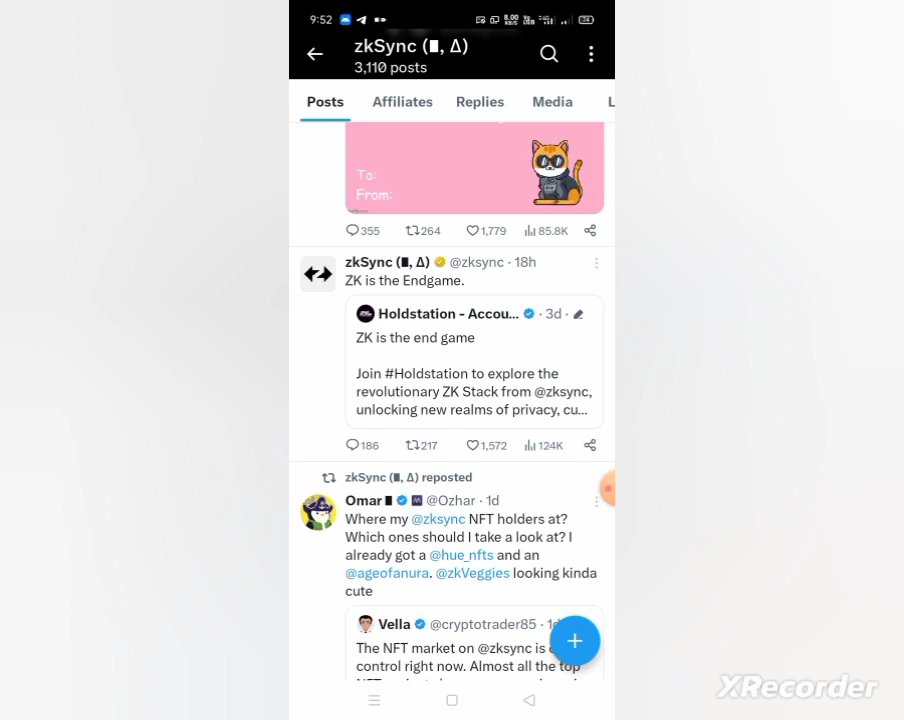 9:52
8.00
KB/S
74
zkSync (∎, ∆)
3,110 posts
Posts Affiliates Replies Media L
To:
From:
355 264 1,779 85.8K
zkSync (∎, ∆) @zksync · 18h
ZK is the Endgame.
Holdstation - Accou... · 3d ·
ZK is the end game
Join #Holdstation to explore the
revolutionary ZK Stack from @zksync,
unlocking new realms of privacy, cu...
186 217 1,572 124K
zkSync (∎, ∆) reposted
Omar ∎ @Ozhar · 1d
Where my @zksync NFT holders at?
Which ones should I take a look at? I
already got a @hue_nfts and an
@ageofanura. @zkVeggies looking kinda
cute
Vella @cryptotrader85 · 1d
The NFT market on @zksync is
control right now. Almost all the top
XRecorder